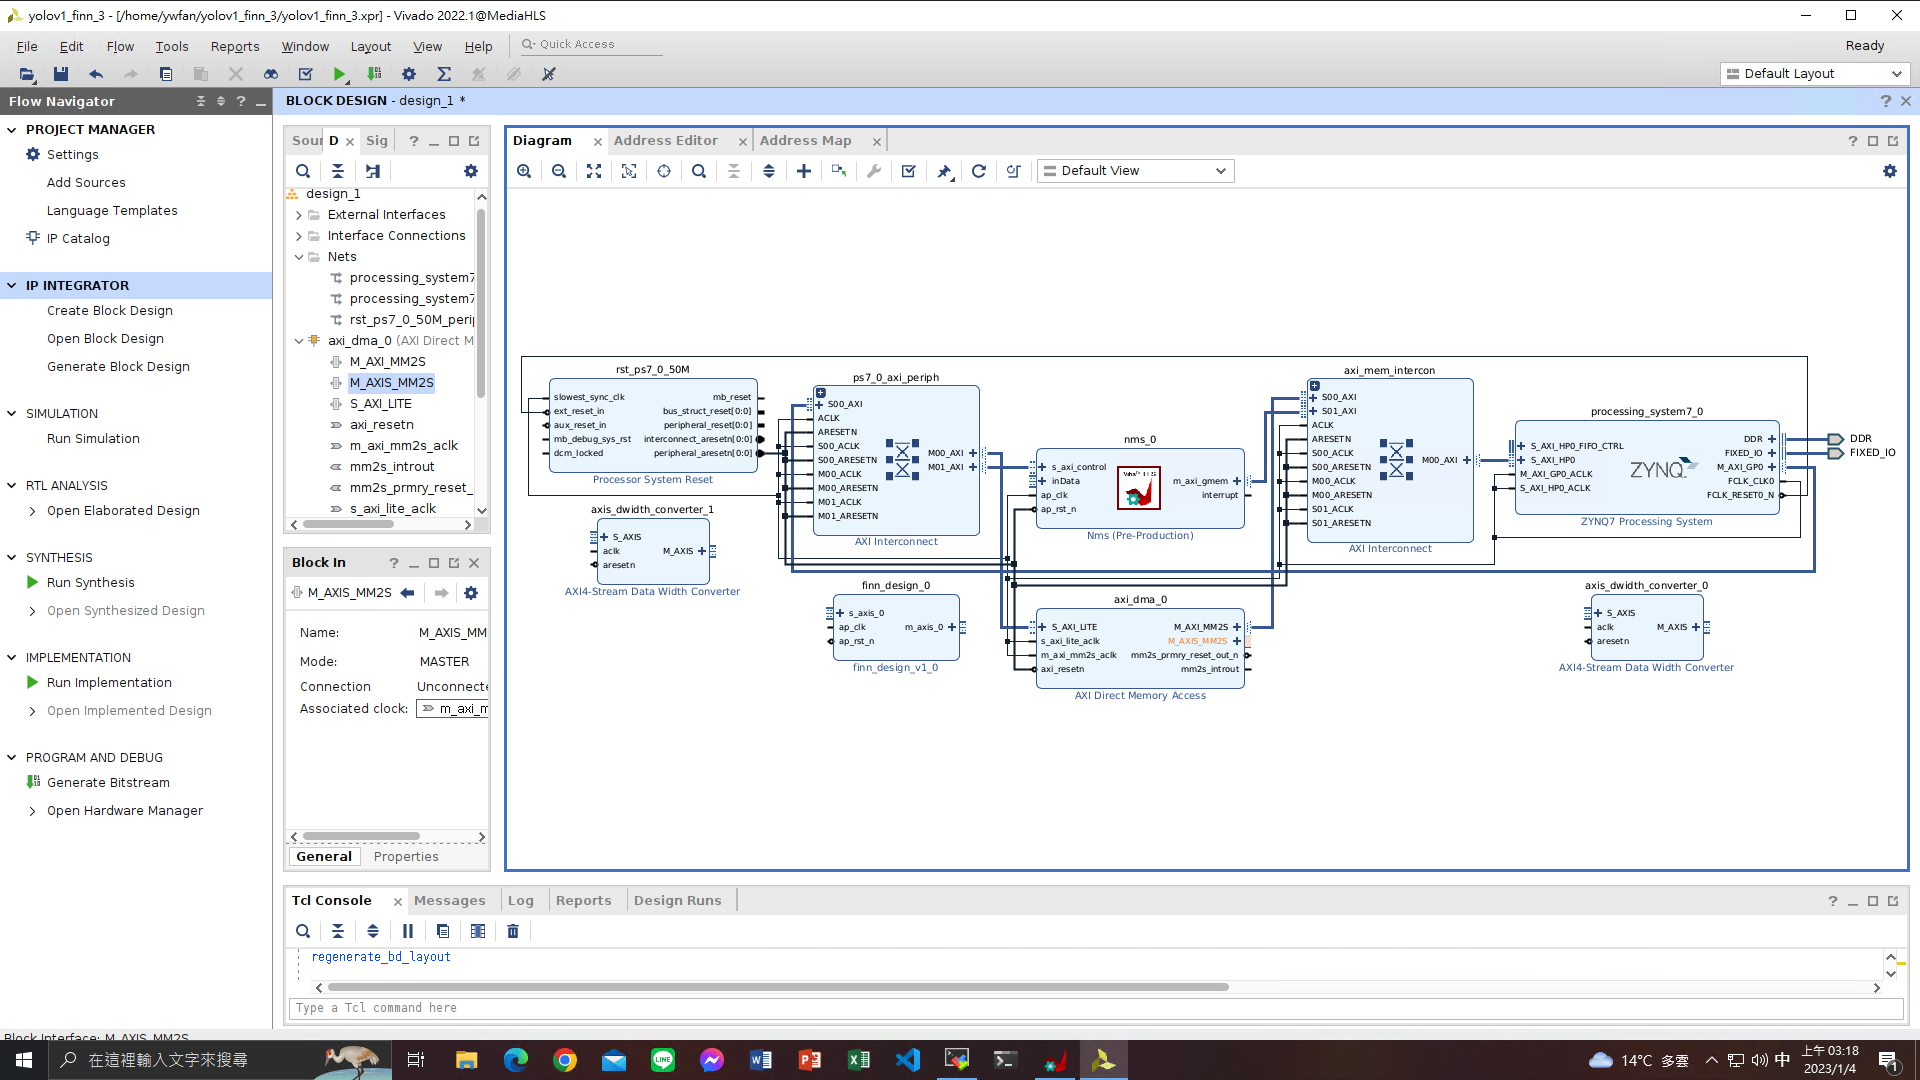 yolov1_finn_3 - [/home/ywfan/yolov1_finn_3/yolov1_finn_3.xpr] - Vivado 2022.1@MediaHLS
File Edit Flow Tools Reports Window Layout View Help Quick Access Ready
Default Layout
Flow Navigator
PROJECT MANAGER
Settings
Add Sources
Language Templates
IP Catalog
IP INTEGRATOR
Create Block Design
Open Block Design
Generate Block Design
SIMULATION
Run Simulation
RTL ANALYSIS
Open Elaborated Design
SYNTHESIS
Run Synthesis
Open Synthesized Design
IMPLEMENTATION
Run Implementation
Open Implemented Design
PROGRAM AND DEBUG
Generate Bitstream
Open Hardware Manager
BLOCK DESIGN - design_1 *
Sour D Sig
design_1
External Interfaces
Interface Connections
Nets
processing_system7
processing_system7
rst_ps7_0_50M_peri
axi_dma_0 (AXI Direct M
M_AXI_MM2S
M_AXIS_MM2S
S_AXI_LITE
axi_resetn
m_axi_mm2s_aclk
mm2s_introut
mm2s_prmry_reset_
s_axi_lite_aclk
Block In
M_AXIS_MM2S
Name: M_AXIS_MM
Mode: MASTER
Connection Unconnecte
Associated clock: m_axi_m
General Properties
Diagram Address Editor Address Map
Default View
rst_ps7_0_50M
slowest_sync_clk mb_reset
ext_reset_in bus_struct_reset[0:0]
aux_reset_in peripheral_reset[0:0]
mb_debug_sys_rst interconnect_aresetn[0:0]
dcm_locked peripheral_aresetn[0:0]
Processor System Reset
axis_dwidth_converter_1
S_AXIS
aclk M_AXIS
aresetn
AXI4-Stream Data Width Converter
ps7_0_axi_periph
S00_AXI
ACLK
ARESETN
S00_ACLK
S00_ARESETN
M00_ACLK
M00_ARESETN
M01_ACLK
M01_ARESETN
M00_AXI
M01_AXI
AXI Interconnect
finn_design_0
s_axis_0
ap_clk m_axis_0
ap_rst_n
finn_design_v1_0
nms_0
s_axi_control
inData m_axi_gmem
ap_clk interrupt
ap_rst_n
Nms (Pre-Production)
axi_dma_0
S_AXI_LITE M_AXI_MM2S
s_axi_lite_aclk M_AXIS_MM2S
m_axi_mm2s_aclk mm2s_prmry_reset_out_n
axi_resetn mm2s_introut
AXI Direct Memory Access
axi_mem_intercon
S00_AXI
S01_AXI
ACLK
ARESETN
S00_ACLK
S00_ARESETN
M00_ACLK
M00_ARESETN
S01_ACLK
S01_ARESETN
M00_AXI
AXI Interconnect
processing_system7_0
S_AXI_HP0_FIFO_CTRL
S_AXI_HP0
M_AXI_GP0_ACLK
S_AXI_HP0_ACLK
ZYNQ
DDR
FIXED_IO
M_AXI_GP0
FCLK_CLK0
FCLK_RESET0_N
ZYNQ7 Processing System
DDR
FIXED_IO
axis_dwidth_converter_0
S_AXIS
aclk M_AXIS
aresetn
AXI4-Stream Data Width Converter
Tcl Console Messages Log Reports Design Runs
regenerate_bd_layout
Type a Tcl command here
Block Interface: M_AXIS_MM2S
在這裡輸入文字來搜尋
14°C 多雲
中
上午 03:18
2023/1/4
1